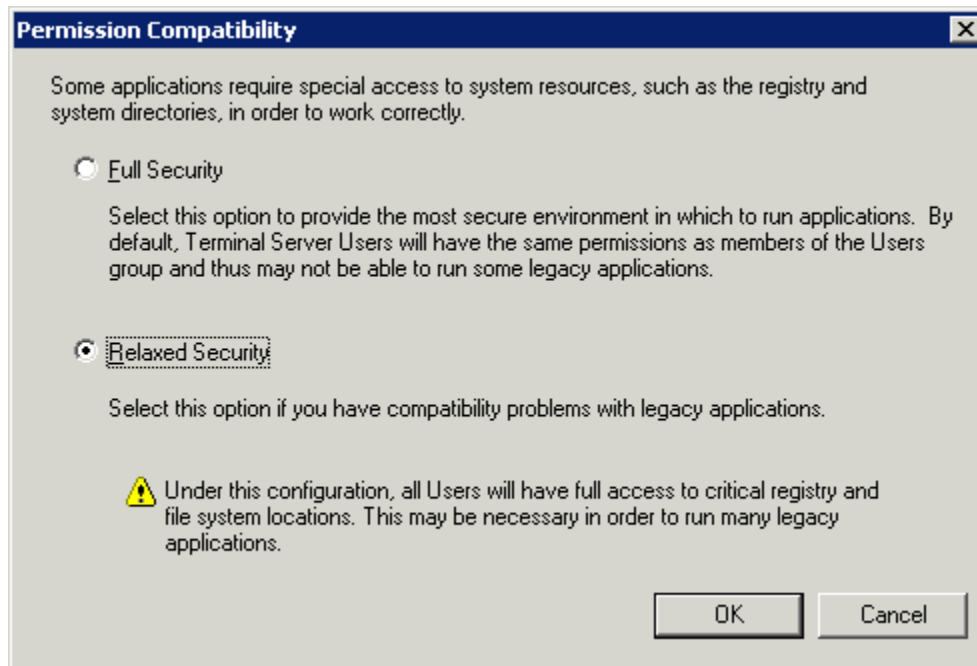 Permission Compatibility
Some applications require special access to system resources, such as the registry and
system directories, in order to work correctly.
Full Security
Select this option to provide the most secure environment in which to run applications.  By
default, Terminal Server Users will have the same permissions as members of the Users
group and thus may not be able to run some legacy applications.
Relaxed Security
Select this option if you have compatibility problems with legacy applications.
Under this configuration, all Users will have full access to critical registry and
file system locations. This may be necessary in order to run many legacy
applications.
OK
Cancel